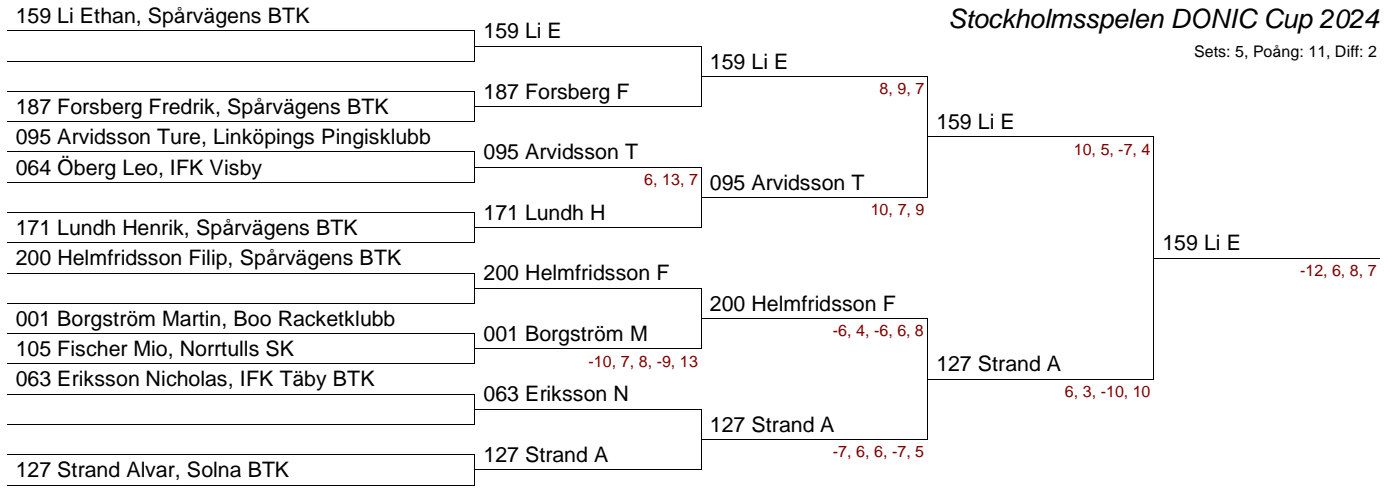 159 Li Ethan, Spårvägens BTK
Stockholmsspelen DONIC Cup 2024
159 Li E
Sets: 5, Poång: 11, Diff: 2
159 Li E
187 Forsberg F
8, 9, 7
187 Forsberg Fredrik, Spårvägens BTK
159 Li E
095 Arvidsson Ture, Linköpings Pingisklubb
095 Arvidsson T
10, 5, -7, 4
064 Öberg Leo, IFK Visby
6, 13, 7
095 Arvidsson T
171 Lundh H
10, 7, 9
171 Lundh Henrik, Spårvägens BTK
159 Li E
200 Helmfridsson Filip, Spårvägens BTK
200 Helmfridsson F
-12, 6, 8, 7
200 Helmfridsson F
001 Borgström Martin, Boo Racketklubb
001 Borgström M
-6, 4, -6, 6, 8
105 Fischer Mio, Norrtulls SK
-10, 7, 8, -9, 13
127 Strand A
063 Eriksson Nicholas, IFK Täby BTK
063 Eriksson N
6, 3, -10, 10
127 Strand A
127 Strand A
-7, 6, 6, -7, 5
127 Strand Alvar, Solna BTK